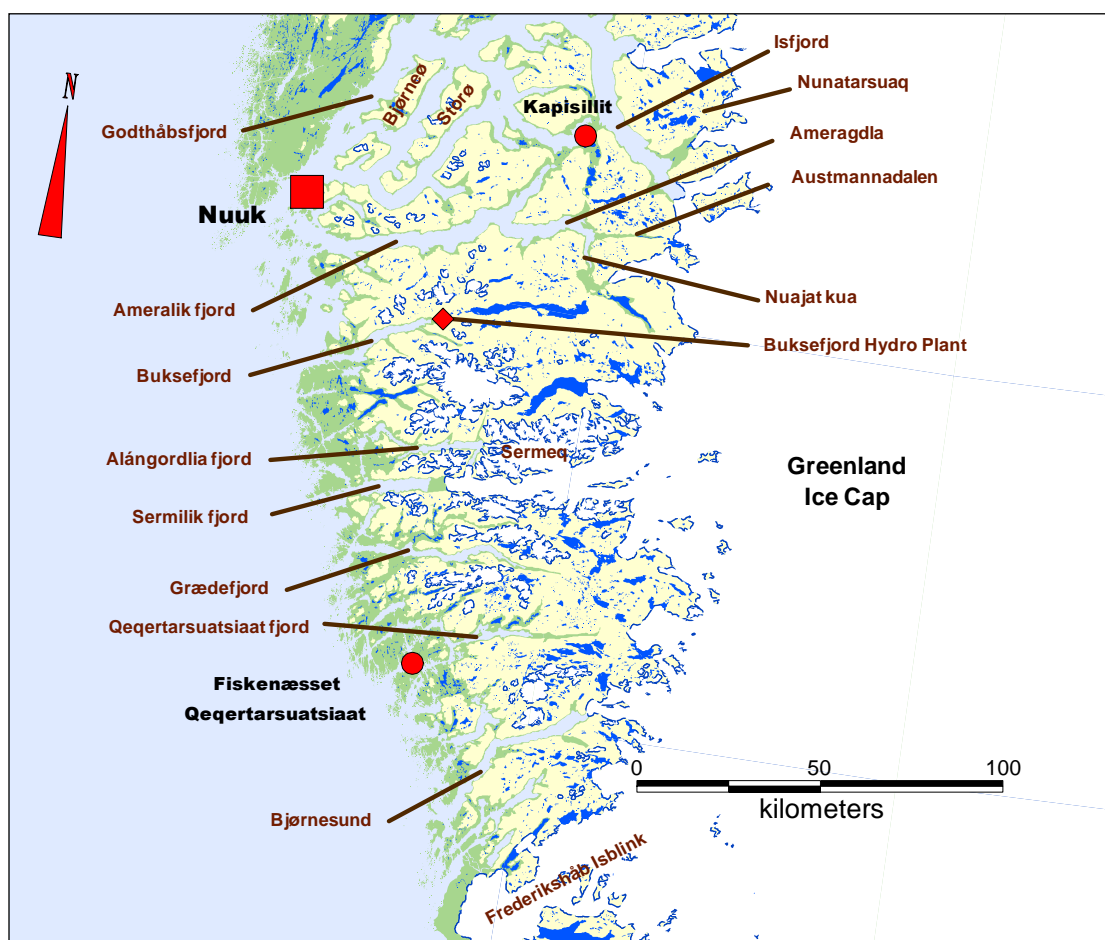 N
Isfjord
Nunatarsuaq
Bjørneø
Storø
Kapisillit
Godthåbsfjord
Ameragdla
Austmannadalen
Nuuk
Ameralik fjord
Nuajat kua
Buksefjord Hydro Plant
Buksefjord
Alángordlia fjord
Sermeq
Greenland
Ice Cap
Sermilik fjord
Grædefjord
Qeqertarsuatsiaat fjord
Fiskenæsset
Qeqertarsuatsiaat
0 50 100
kilometers
Bjørnesund
Frederikshåb Isblink